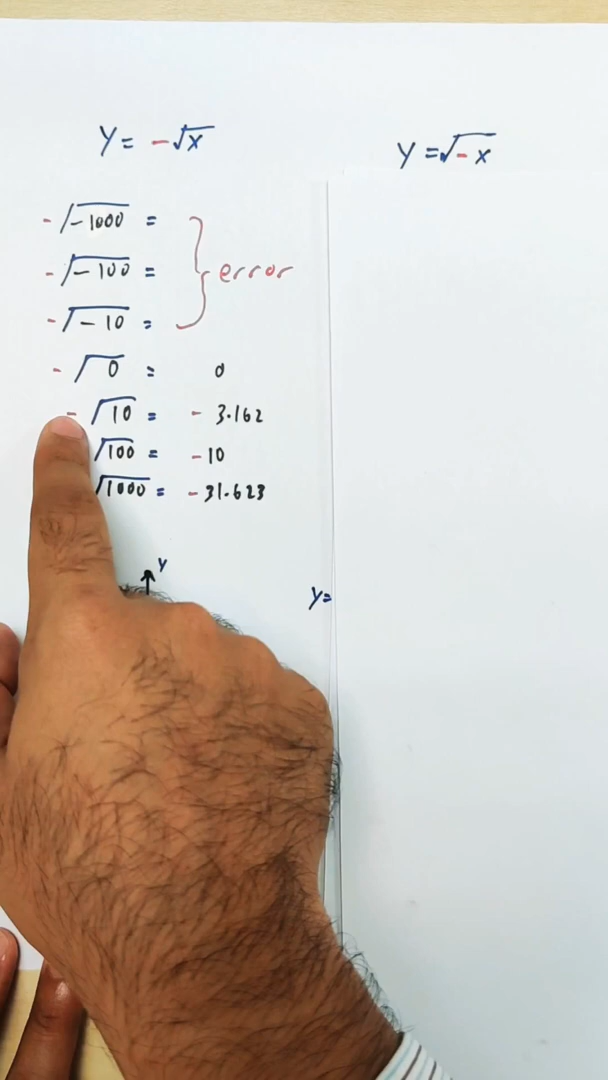 y = -√x
y = √-x
-√-1000 =
-√-100 = } error
-√-10 =
-√0 = 0
-√10 = - 3.162
√100 = -10
√1000 = - 31.623
y
y=